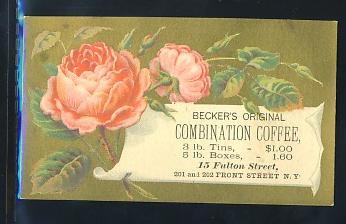 BECKER'S ORIGINAL
COMBINATION COFFEE,
3 lb. Tins, - $1.00
5 lb. Boxes, - 1.60
15 Fulton Street,
201 and 202 FRONT STREET N. Y.